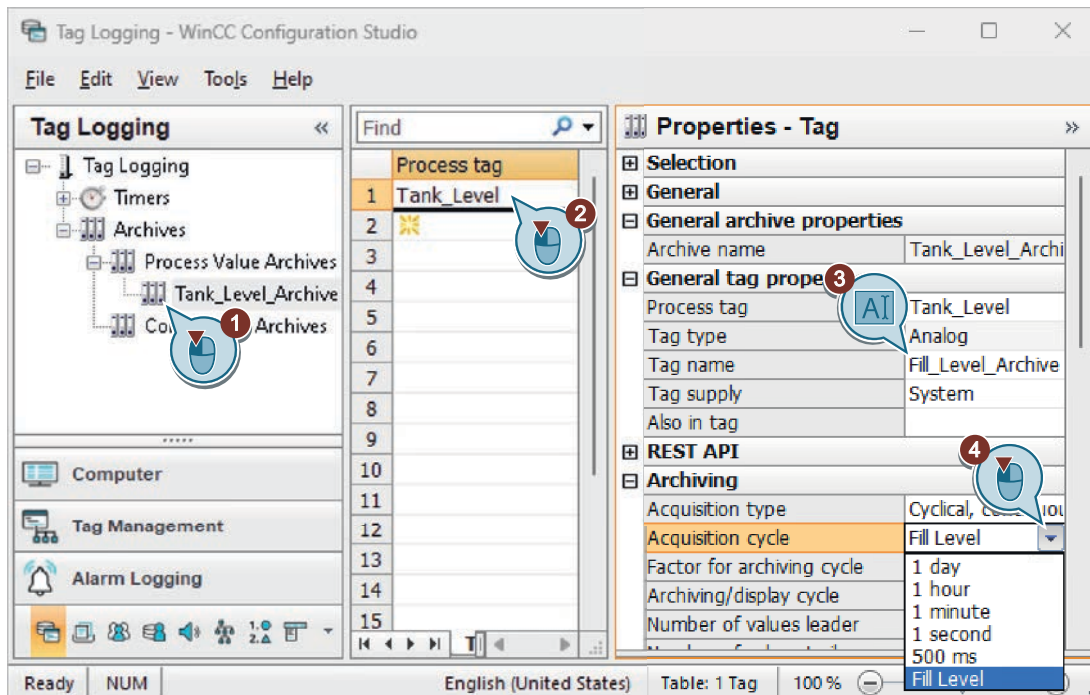 Tag Logging - WinCC Configuration Studio
File Edit View Tools Help
Tag Logging «
Tag Logging
Timers
Archives
Process Value Archives
Tank_Level_Archive
Archives
1
Computer
Tag Management
Alarm Logging
Find
Process tag
1 Tank_Level
2
2
3
4
5
6
7
8
9
10
11
12
13
14
15
Properties - Tag »
Selection
General
General archive properties
Archive name Tank_Level_Archi
General tag prope
3
Process tag Tank_Level
Tag type Analog
Tag name Fill_Level_Archive
Tag supply System
Also in tag
REST API
4
Archiving
Acquisition type Cyclical,
Acquisition cycle Fill Level
Factor for archiving cycle
Archiving/display cycle
Number of values leader
1 day
1 hour
1 minute
1 second
500 ms
Fill Level
Ready NUM English (United States) Table: 1 Tag 100 %